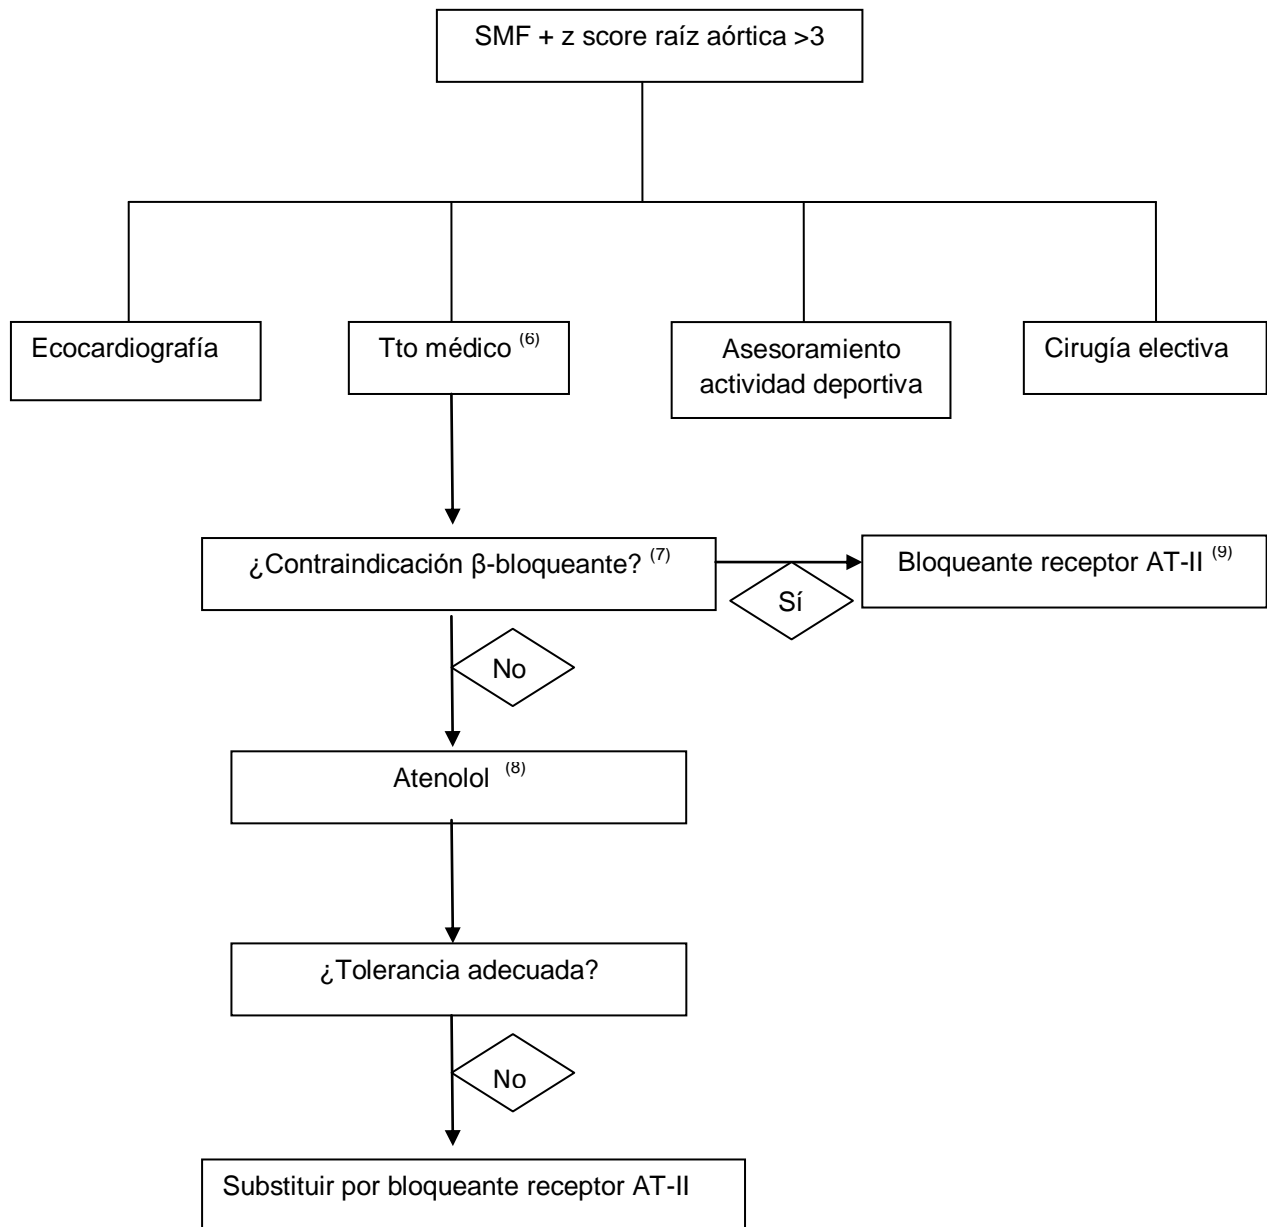 SMF + z score raíz aórtica >3
Ecocardiografía
Tto médico (6)
Asesoramiento
actividad deportiva
Cirugía electiva
¿Contraindicación β-bloqueante? (7)
Sí
Bloqueante receptor AT-II (9)
No
Atenolol (8)
¿Tolerancia adecuada?
No
Substituir por bloqueante receptor AT-II